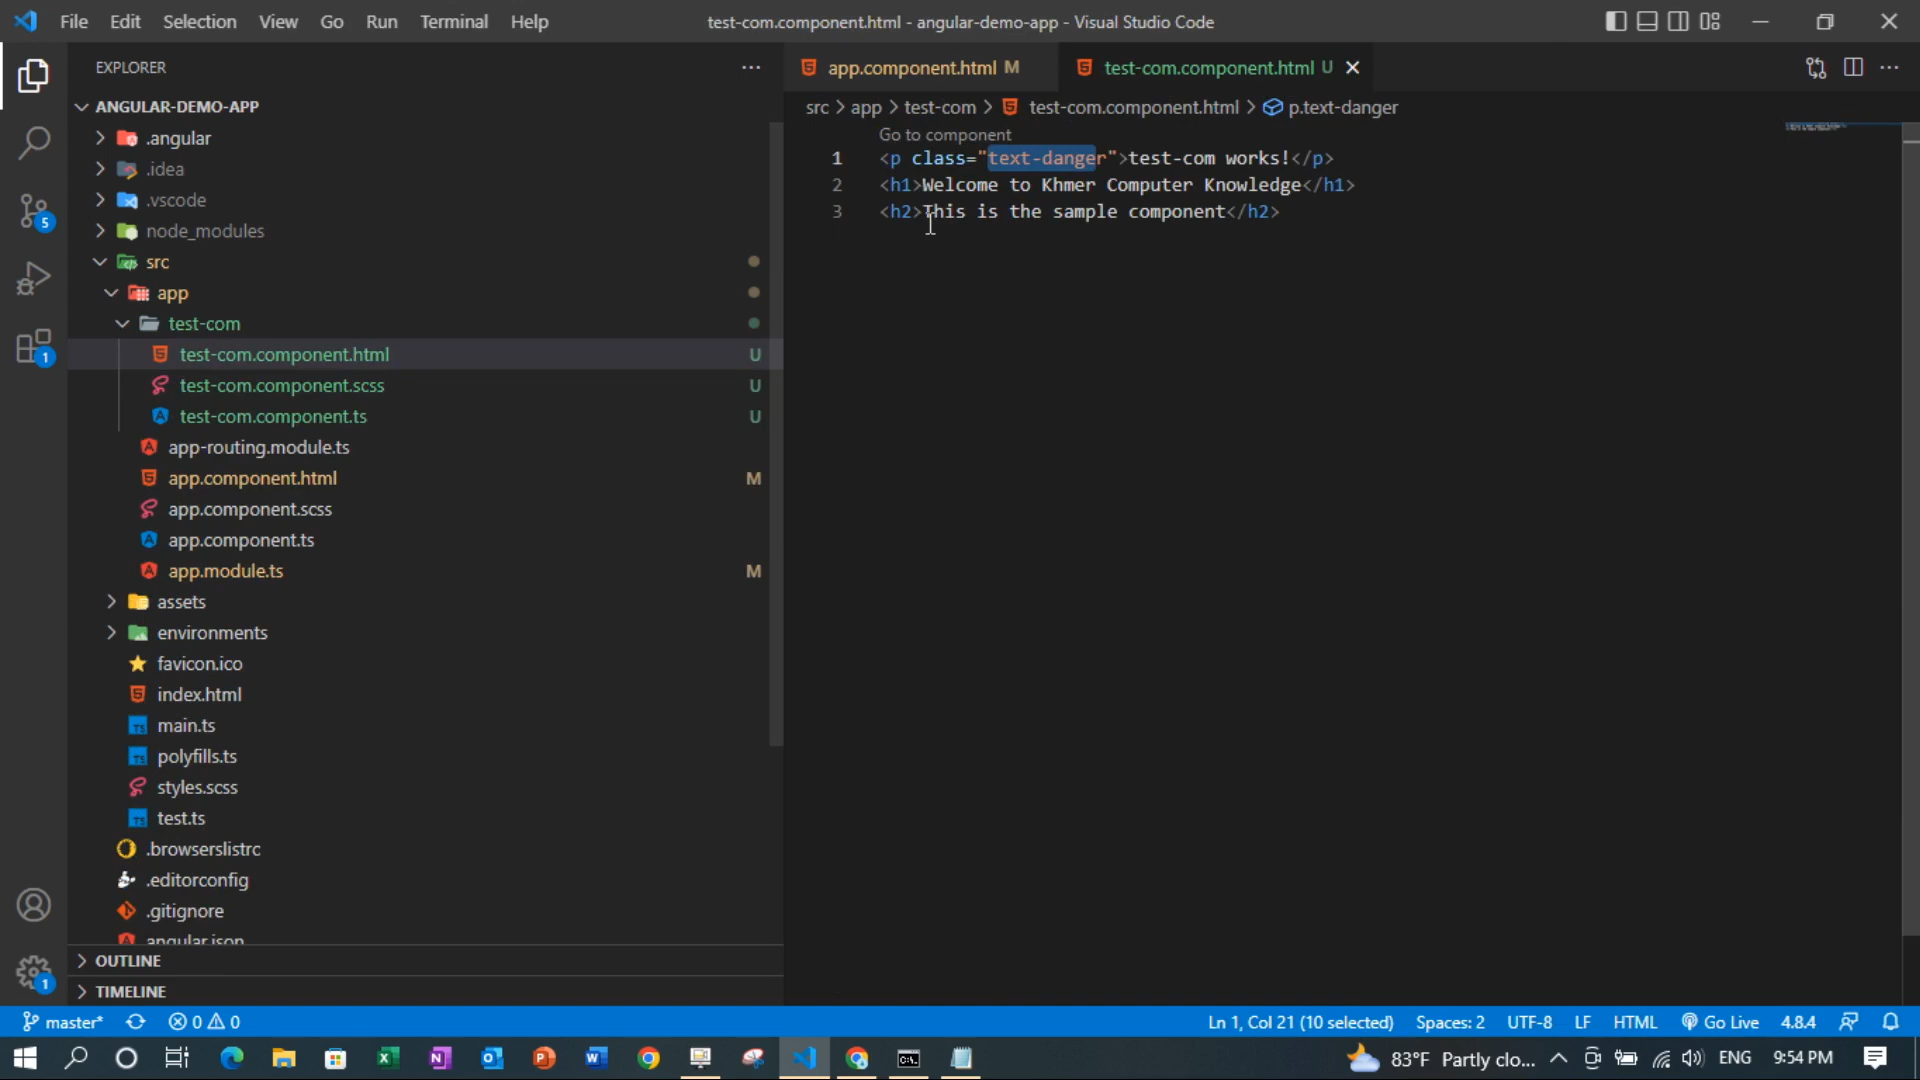 File Edit Selection View Go Run Terminal Help test-com.component.html - angular-demo-app - Visual Studio Code
EXPLORER
ANGULAR-DEMO-APP
.angular
.idea
.vscode
node_modules
src
app
test-com
test-com.component.html U
test-com.component.scss U
test-com.component.ts U
app-routing.module.ts
app.component.html M
app.component.scss
app.component.ts
app.module.ts M
assets
environments
favicon.ico
index.html
main.ts
polyfills.ts
styles.scss
test.ts
.browserslistrc
.editorconfig
.gitignore
angular.json
OUTLINE
TIMELINE
5
1
1
app.component.html M test-com.component.html U
src > app > test-com > test-com.component.html > p.text-danger
Go to component
1 <p class="text-danger">test-com works!</p>
2 <h1>Welcome to Khmer Computer Knowledge</h1>
3 <h2>This is the sample component</h2>
master* 0 0 Ln 1, Col 21 (10 selected) Spaces: 2 UTF-8 LF HTML Go Live 4.8.4
83°F Partly clo... ENG 9:54 PM